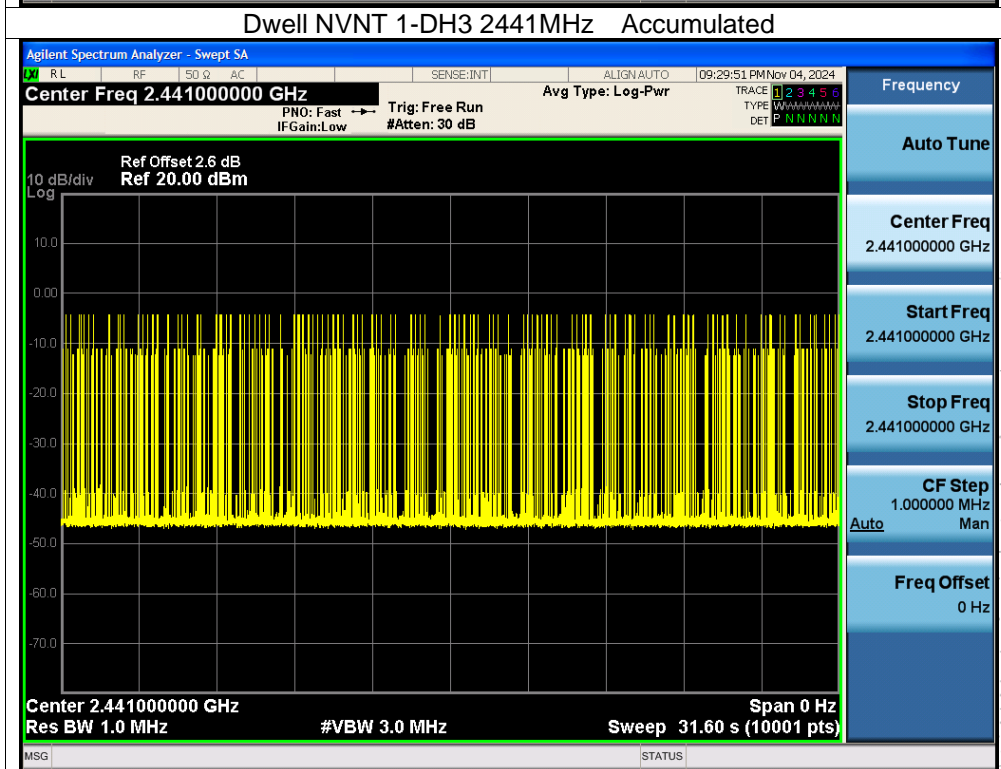 Dwell NVNT 1-DH3 2441MHz Accumulated
Agilent Spectrum Analyzer - Swept SA
LXI RL RF 50 Ω AC SENSE:INT ALIGN AUTO 09:29:51 PM Nov 04, 2024
Center Freq 2.441000000 GHz Avg Type: Log-Pwr TRACE 1 2 3 4 5 6
PNO: Fast Trig: Free Run TYPE WWWWWW
IFGain:Low #Atten: 30 dB DET P N N N N N
Frequency
Auto Tune
Center Freq
2.441000000 GHz
Start Freq
2.441000000 GHz
Stop Freq
2.441000000 GHz
CF Step
1.000000 MHz
Auto Man
Freq Offset
0 Hz
Ref Offset 2.6 dB
10 dB/div Ref 20.00 dBm
Log
10.0
0.00
-10.0
-20.0
-30.0
-40.0
-50.0
-60.0
-70.0
Center 2.441000000 GHz Span 0 Hz
Res BW 1.0 MHz #VBW 3.0 MHz Sweep 31.60 s (10001 pts)
MSG STATUS